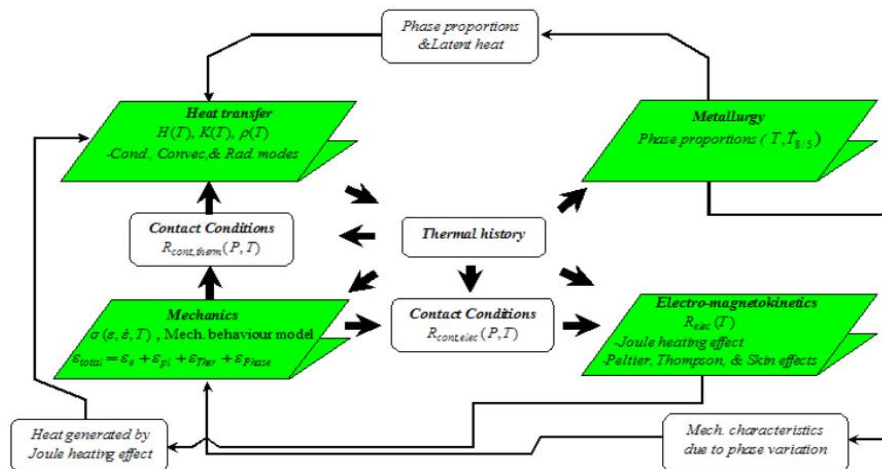 Phase proportions
&Latent heat
Heat transfer
H(T), K(T), ρ(T)
-Cond., Convec,& Rad. modes
Metallurgy
Phase proportions ( T,Ṫ8/5)
Contact Conditions
Rcont,therm(P,T)
Thermal history
Mechanics
σ(ε,ε̇,T) , Mech. behaviour model
εtotal = εe + εpl + εTher + εPhase
Contact Conditions
Rcont,elec(P,T)
Electro-magnetokinetics
Relec(T)
-Joule heating effect
-Peltier, Thompson, & Skin effects
Heat generated by
Joule heating effect
Mech. characteristics
due to phase variation